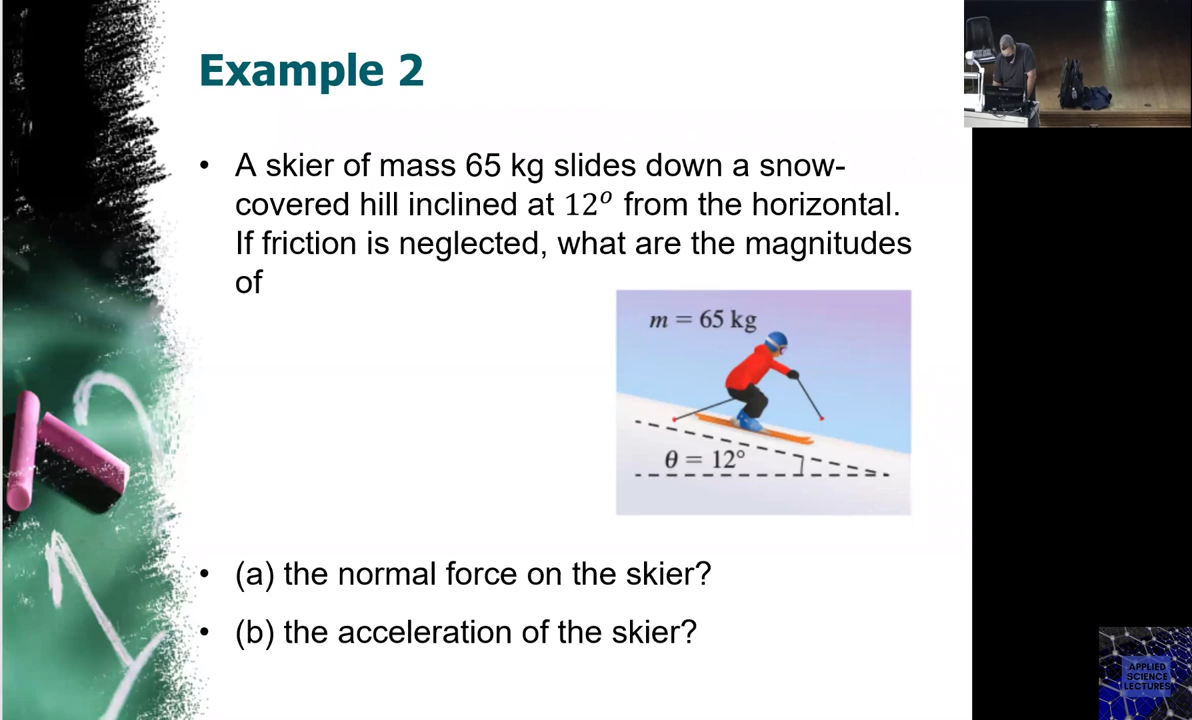 Example 2
• A skier of mass 65 kg slides down a snow-
covered hill inclined at 12° from the horizontal.
If friction is neglected, what are the magnitudes
of
m = 65 kg
θ = 12°
• (a) the normal force on the skier?
• (b) the acceleration of the skier?
APPLIED
SCIENCE
LECTURES